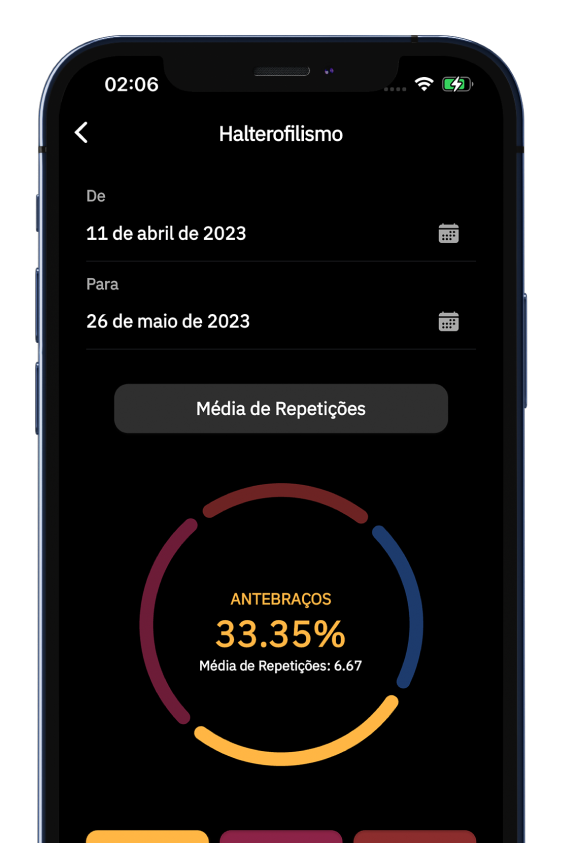 02:06
Halterofilismo
De
11 de abril de 2023
Para
26 de maio de 2023
Média de Repetições
ANTEBRAÇOS
33.35%
Média de Repetições: 6.67